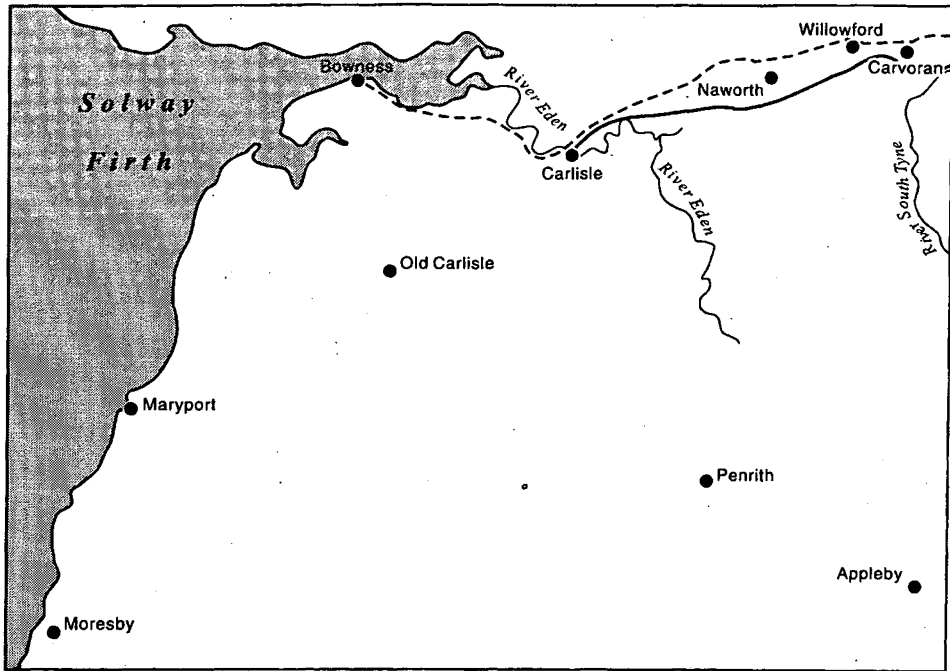 Willowford
Bowness
Carvoran
Naworth
Solway
Firth
River Eden
Carlisle
River Eden
River South Tyne
Old Carlisle
Maryport
Penrith
Appleby
Moresby